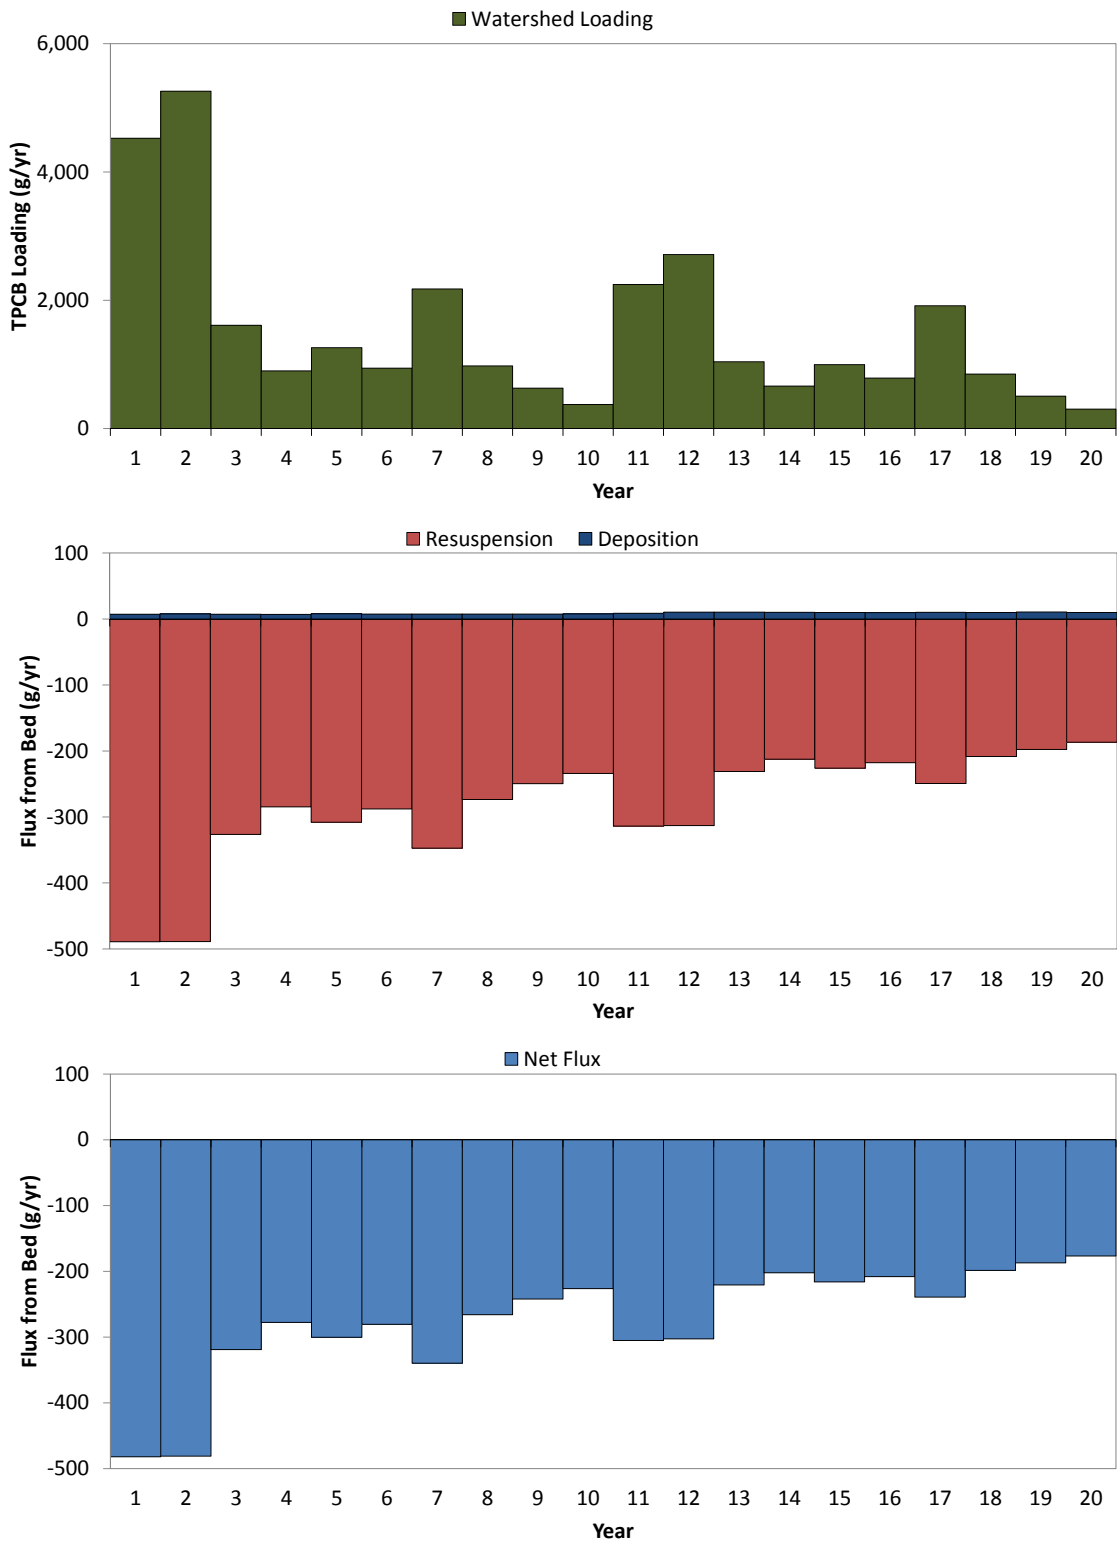 Watershed Loading
TPCB Loading (g/yr)
6,000
4,000
2,000
0
1 2 3 4 5 6 7 8 9 10 11 12 13 14 15 16 17 18 19 20
Year
Resuspension Deposition
Flux from Bed (g/yr)
100
0
-100
-200
-300
-400
-500
1 2 3 4 5 6 7 8 9 10 11 12 13 14 15 16 17 18 19 20
Year
Net Flux
Flux from Bed (g/yr)
100
0
-100
-200
-300
-400
-500
1 2 3 4 5 6 7 8 9 10 11 12 13 14 15 16 17 18 19 20
Year